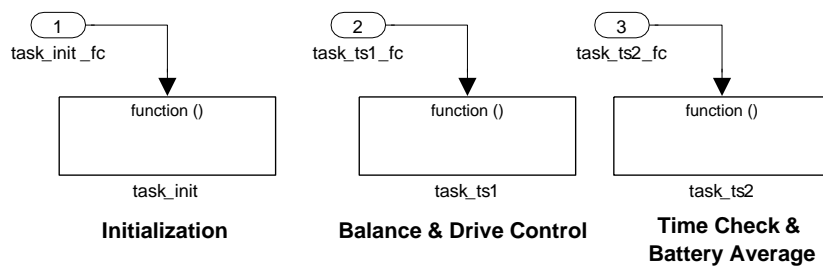 1
task_init _fc
function ()
task_init
Initialization
2
task_ts1_fc
function ()
task_ts1
Balance & Drive Control
3
task_ts2_fc
function ()
task_ts2
Time Check &
Battery Average